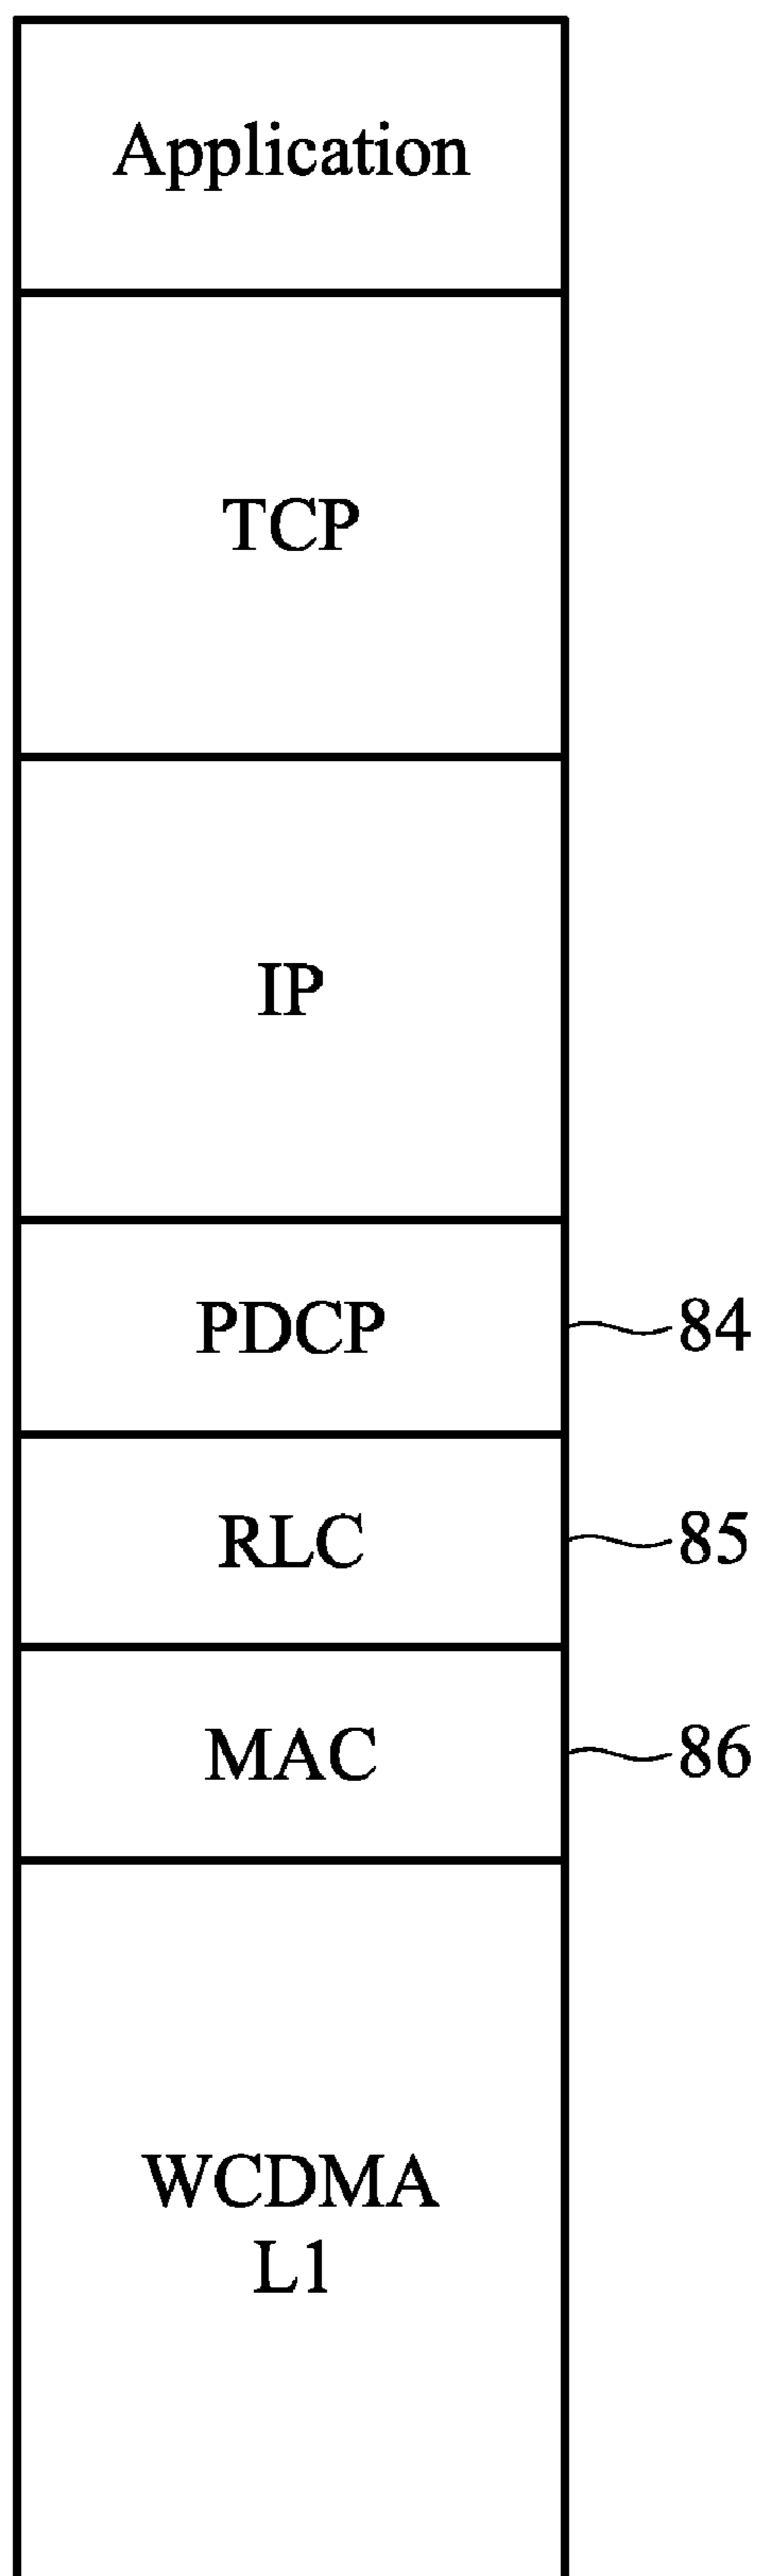 Application
TCP
IP
PDCP 84
RLC 85
MAC 86
WCDMA
L1